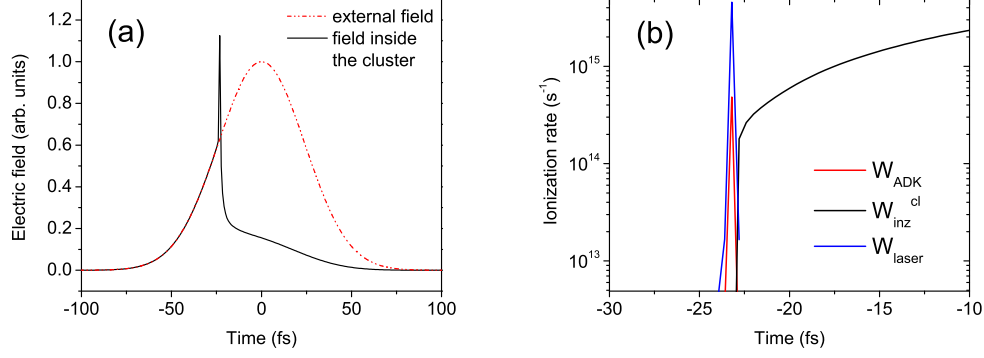 (a)
external field
field inside
the cluster
Electric field (arb. units)
1.2
1.0
0.8
0.6
0.4
0.2
0.0
-100
-50
0
50
100
Time (fs)
(b)
Ionization rate (s⁻¹)
10¹⁵
10¹⁴
10¹³
W_ADK
W_inz^cl
W_laser
-30
-25
-20
-15
-10
Time (fs)